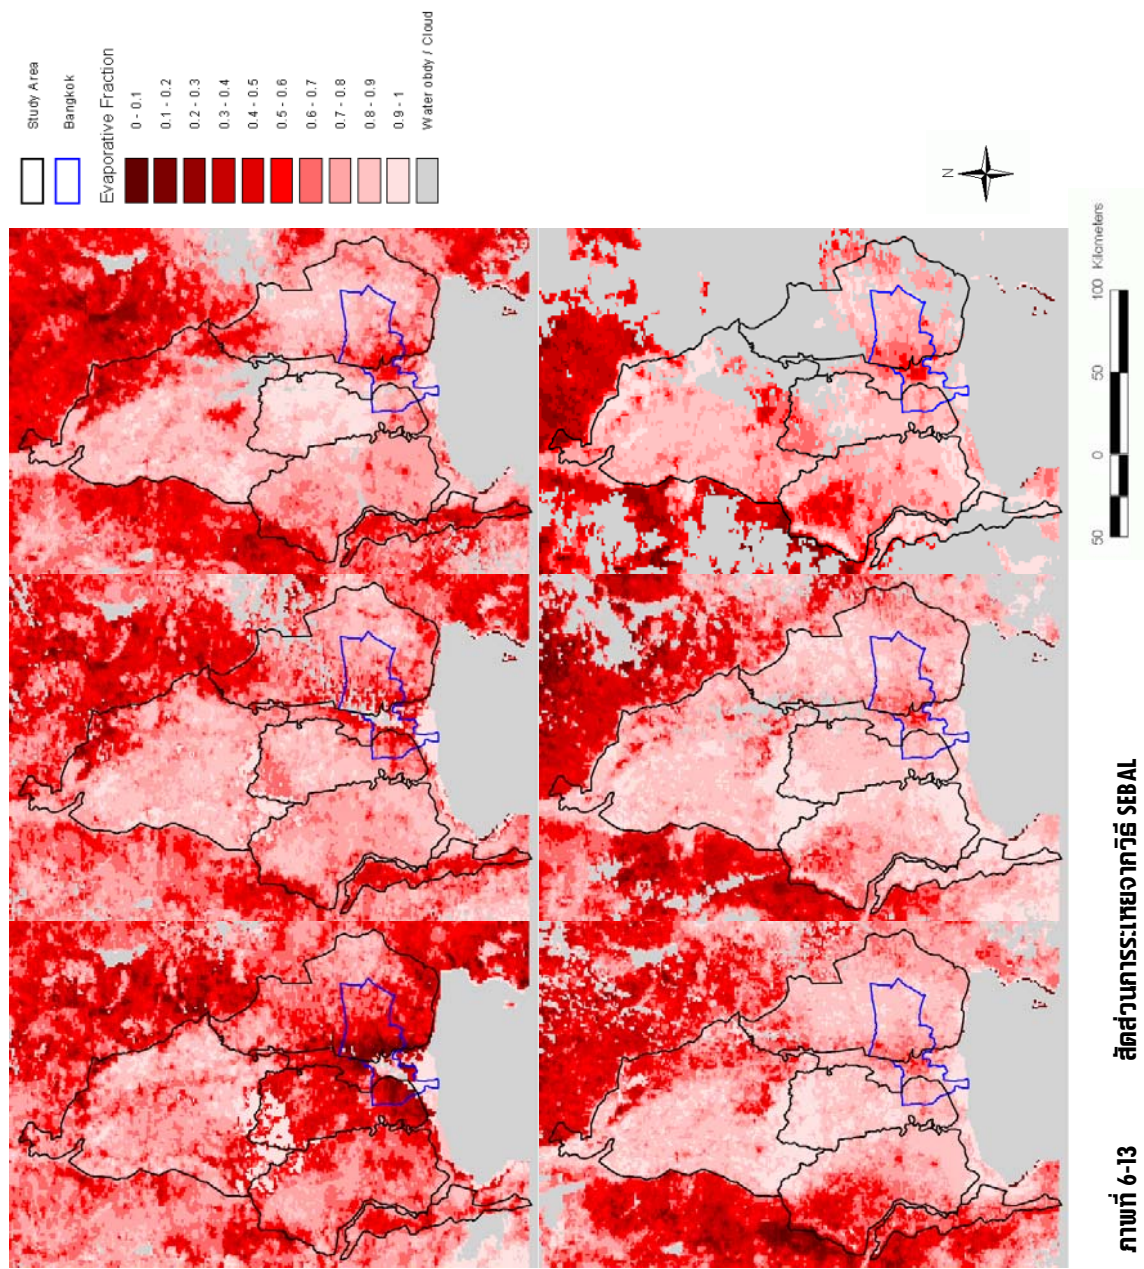 Study Area
Bangkok
Evaporative Fraction
0 - 0.1
0.1 - 0.2
0.2 - 0.3
0.3 - 0.4
0.4 - 0.5
0.5 - 0.6
0.6 - 0.7
0.7 - 0.8
0.8 - 0.9
0.9 - 1
Water obdy / Cloud
N
50 0 50 100 Kilometers
ภาพที่ 6-13 สัดส่วนการระเหยจากวิธี SEBAL